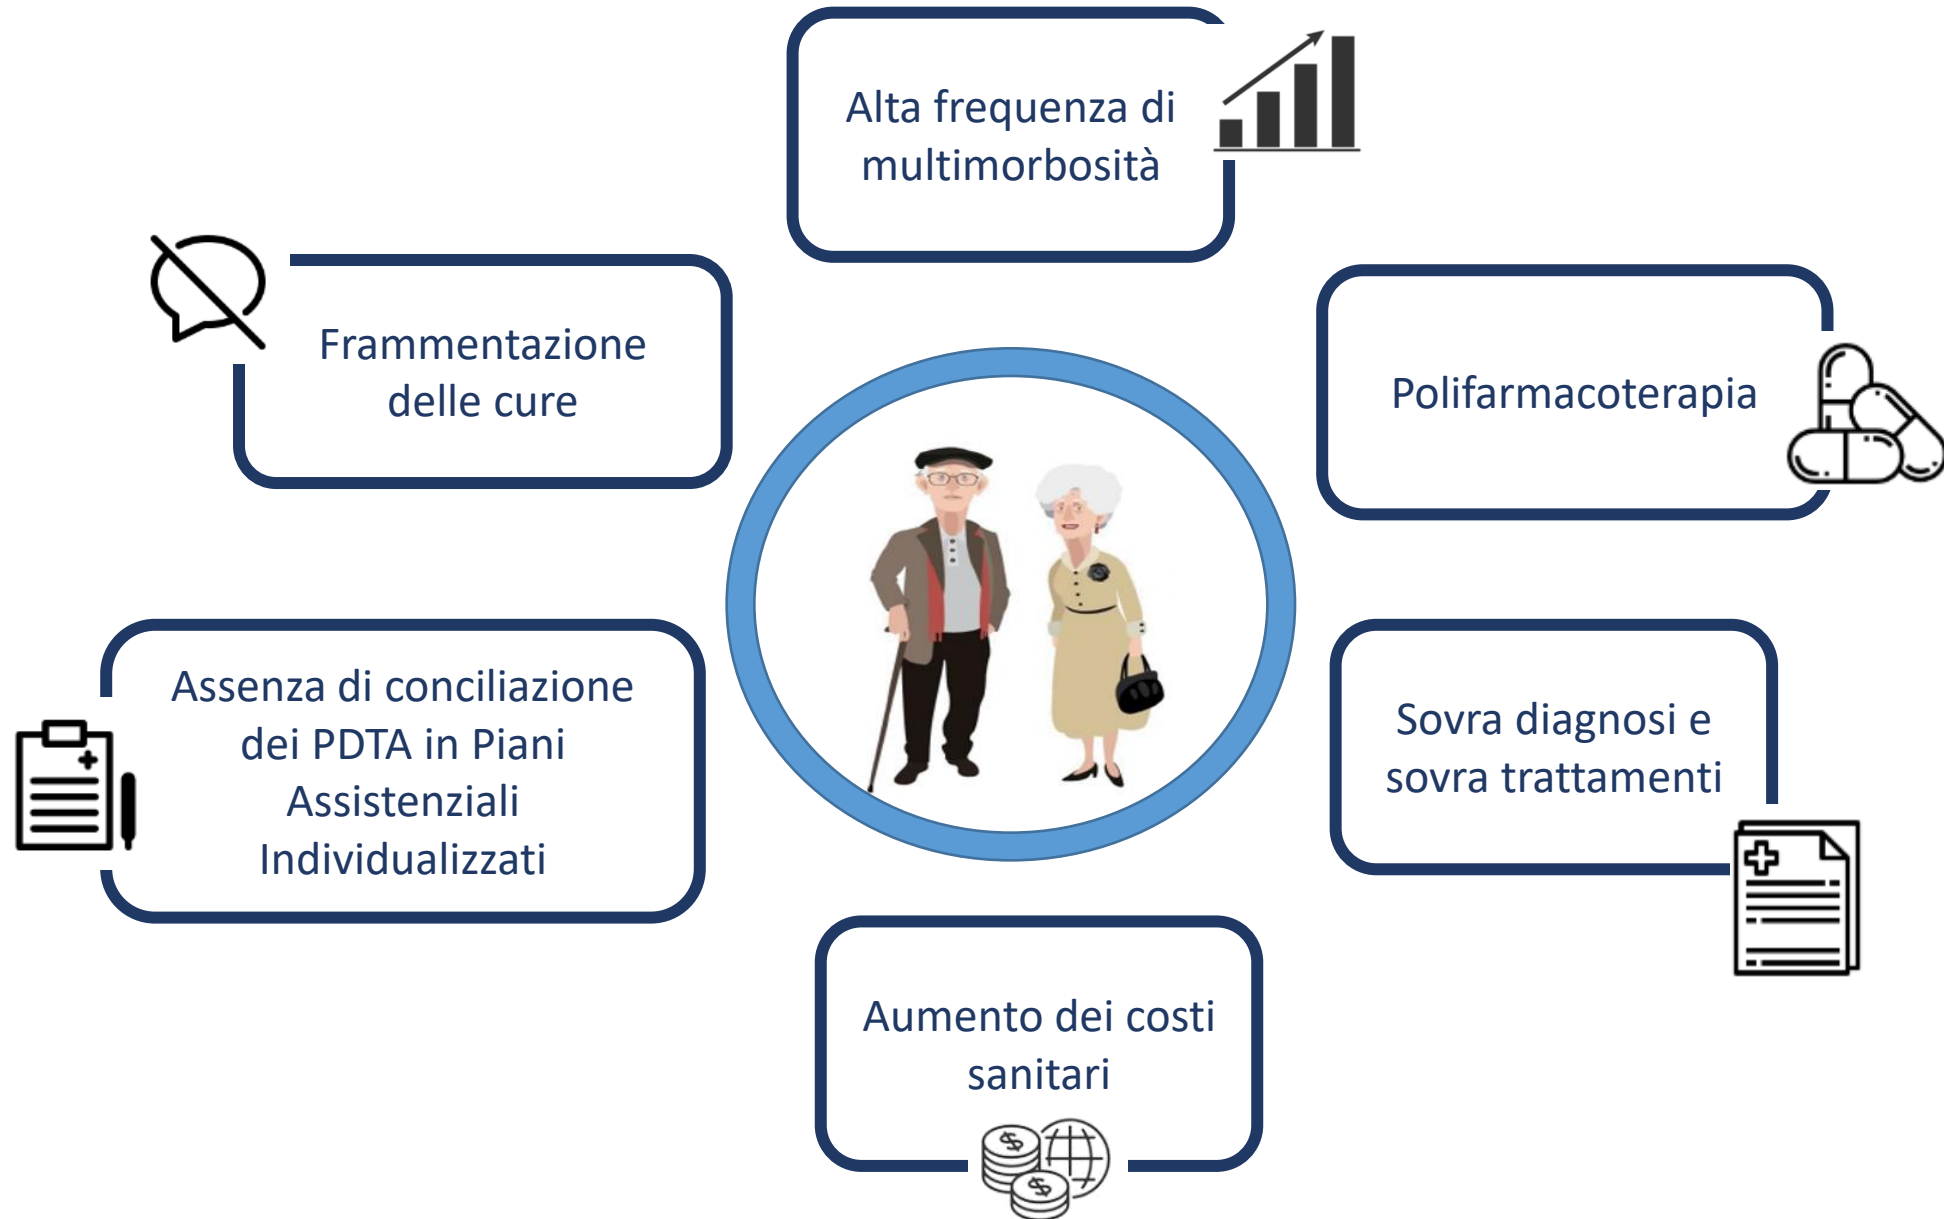 Alta frequenza di
multimorbosità
Frammentazione
delle cure
Polifarmacoterapia
Assenza di conciliazione
dei PDTA in Piani
Assistenziali
Individualizzati
Sovra diagnosi e
sovra trattamenti
Aumento dei costi
sanitari
$
$